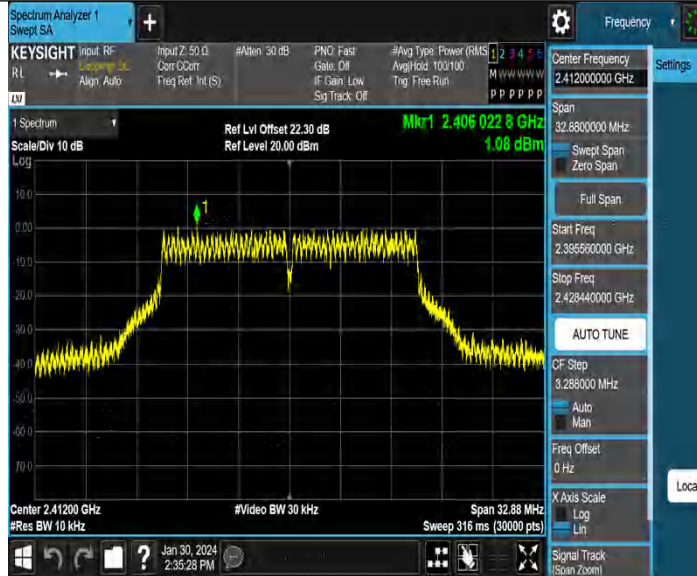 Spectrum Analyzer 1
Swept SA
Frequency
KEYSIGHT
Input: RF
Input Z: 50 Ω
#Atten: 30 dB
PNO: Fast
#Avg Type: Power (RMS
1 2 3 4 5 6
RL
Corr CCorr
Gate: Off
Avg|Hold: 100/100
M W W W W W
Align: Auto
Freq Ref: Int (S)
IF Gain: Low
Trig: Free Run
Sig Track: Off
P P P P P P
LXI
1 Spectrum
Ref Lvl Offset 22.30 dB
Mkr1 2.406 022 8 GHz
Scale/Div 10 dB
Ref Level 20.00 dBm
1.08 dBm
Log
10.0
0.00
-10.0
-20.0
-30.0
-40.0
-50.0
-60.0
-70.0
1
Center 2.41200 GHz
#Video BW 30 kHz
Span 32.88 MHz
#Res BW 10 kHz
Sweep 316 ms (30000 pts)
?
Jan 30, 2024
2:35:28 PM
Center Frequency
2.412000000 GHz
Settings
Span
32.8800000 MHz
Swept Span
Zero Span
Full Span
Start Freq
2.395560000 GHz
Stop Freq
2.428440000 GHz
AUTO TUNE
CF Step
3.288000 MHz
Auto
Man
Freq Offset
0 Hz
X Axis Scale
Log
Lin
Loca
Signal Track
(Span Zoom)